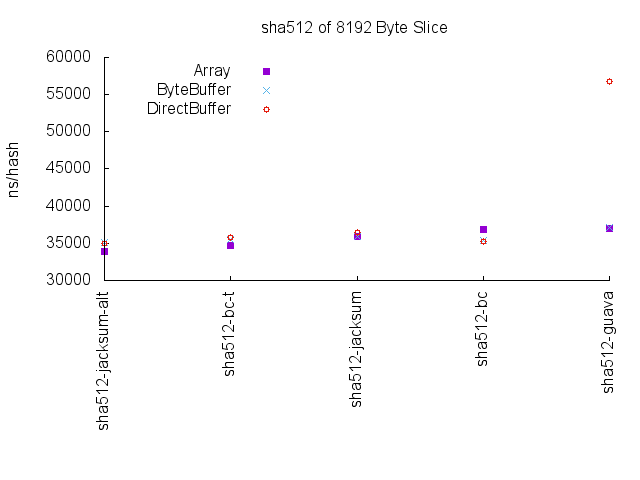 sha512 of 8192 Byte Slice
60000
55000
50000
45000
40000
35000
30000
ns/hash
Array
ByteBuffer
DirectBuffer
sha512-jacksum-alt
sha512-bc-t
sha512-jacksum
sha512-bc
sha512-guava